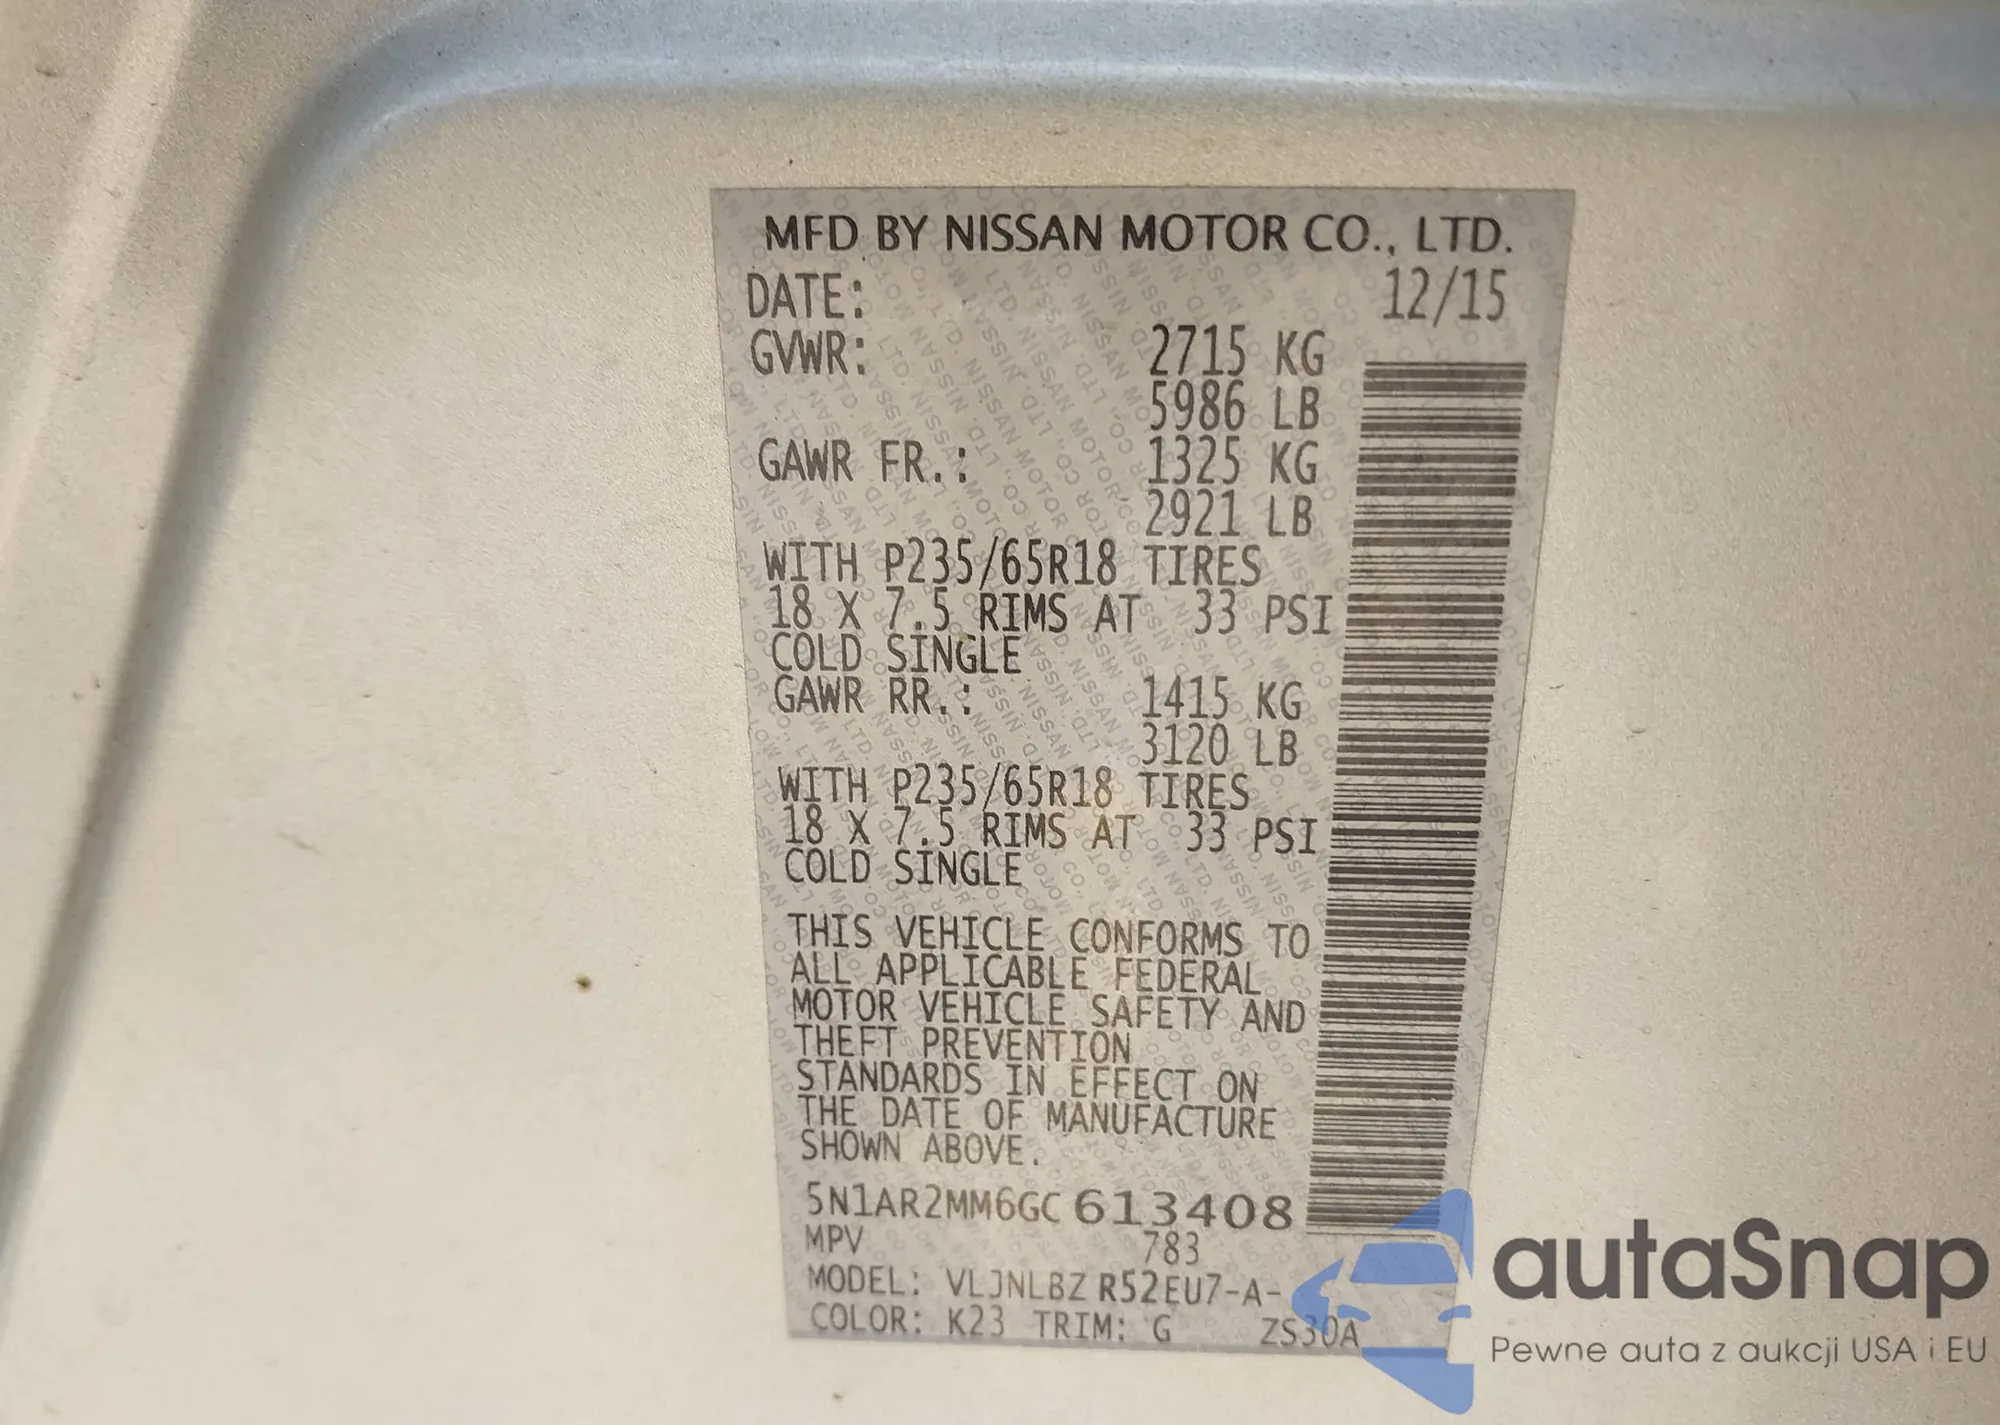 MFD BY NISSAN MOTOR CO., LTD.
DATE: 12/15
GVWR: 2715 KG
5986 LB
GAWR FR.: 1325 KG
2921 LB
WITH P235/65R18 TIRES
18 X 7.5 RIMS AT 33 PSI
COLD SINGLE
GAWR RR.: 1415 KG
3120 LB
WITH P235/65R18 TIRES
18 X 7.5 RIMS AT 33 PSI
COLD SINGLE
THIS VEHICLE CONFORMS TO
ALL APPLICABLE FEDERAL
MOTOR VEHICLE SAFETY AND
THEFT PREVENTION
STANDARDS IN EFFECT ON
THE DATE OF MANUFACTURE
SHOWN ABOVE.
5N1AR2MM6GC613408
MPV 783
MODEL: VLJNLBZ R52EU7-A-
COLOR: K23 TRIM: G ZS30A
autaSnap
Pewne auta z aukcji USA i EU